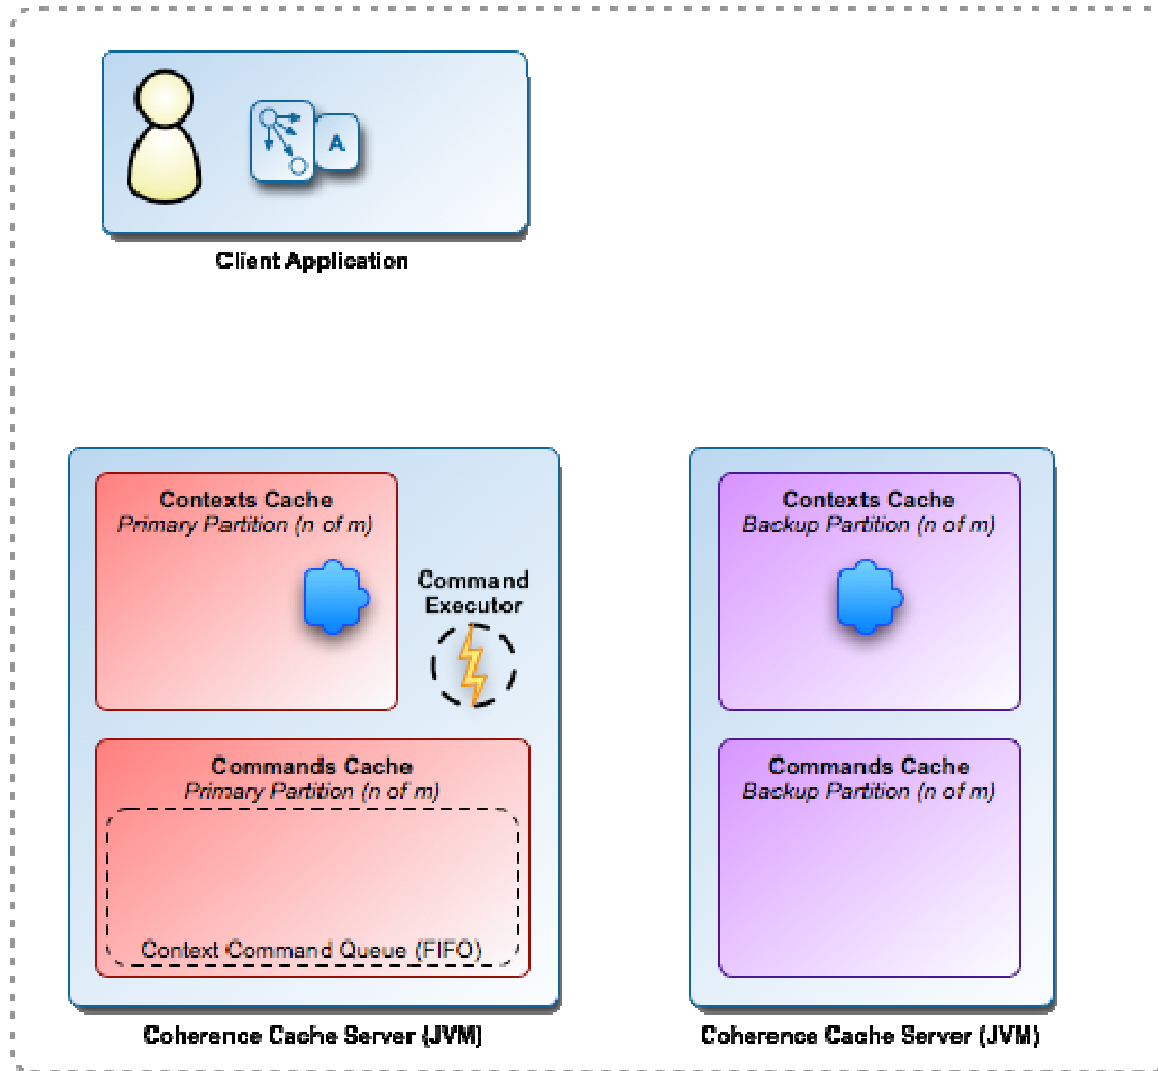 A
Client Application
Contexts Cache
Primary Partition (n of m)
Command
Executor
Commands Cache
Primary Partition (n of m)
Context Command Queue (FIFO)
Coherence Cache Server (JVM)
Contexts Cache
Backup Partition (n of m)
Commands Cache
Backup Partition (n of m)
Coherence Cache Server (JVM)